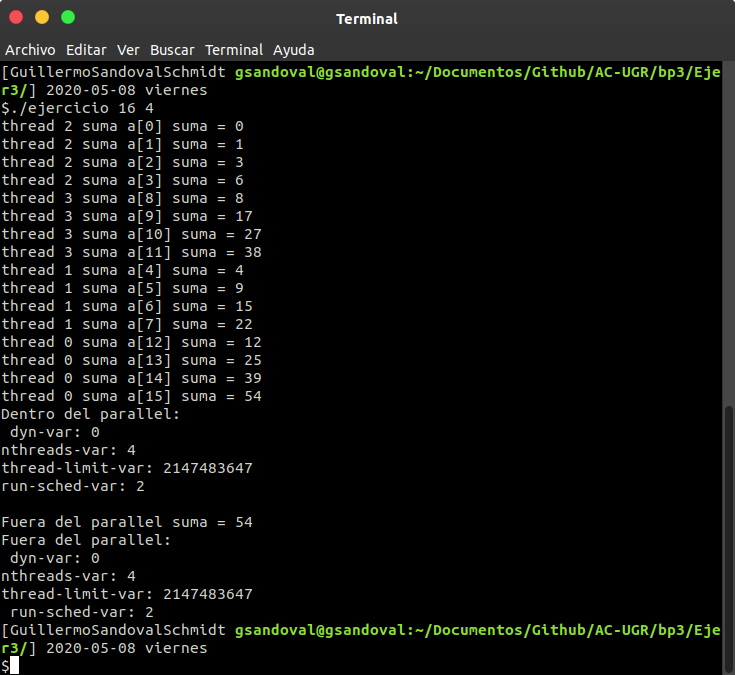 Terminal
Archivo Editar Ver Buscar Terminal Ayuda
[GuillermoSandovalSchmidt gsandoval@gsandoval:~/Documentos/Github/AC-UGR/bp3/Eje
r3/] 2020-05-08 viernes
$./ejercicio 16 4
thread 2 suma a[0] suma = 0
thread 2 suma a[1] suma = 1
thread 2 suma a[2] suma = 3
thread 2 suma a[3] suma = 6
thread 3 suma a[8] suma = 8
thread 3 suma a[9] suma = 17
thread 3 suma a[10] suma = 27
thread 3 suma a[11] suma = 38
thread 1 suma a[4] suma = 4
thread 1 suma a[5] suma = 9
thread 1 suma a[6] suma = 15
thread 1 suma a[7] suma = 22
thread 0 suma a[12] suma = 12
thread 0 suma a[13] suma = 25
thread 0 suma a[14] suma = 39
thread 0 suma a[15] suma = 54
Dentro del parallel:
 dyn-var: 0
nthreads-var: 4
thread-limit-var: 2147483647
run-sched-var: 2
Fuera del parallel suma = 54
Fuera del parallel:
 dyn-var: 0
nthreads-var: 4
thread-limit-var: 2147483647
 run-sched-var: 2
[GuillermoSandovalSchmidt gsandoval@gsandoval:~/Documentos/Github/AC-UGR/bp3/Eje
r3/] 2020-05-08 viernes
$